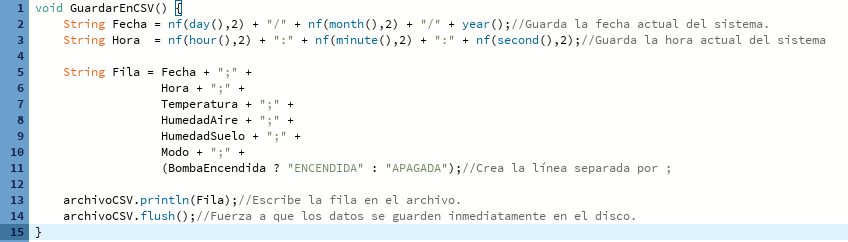 1 void GuardarEnCSV() {
2 String Fecha = nf(day(),2) + "/" + nf(month(),2) + "/" + year();//Guarda la fecha actual del sistema.
3 String Hora  = nf(hour(),2) + ":" + nf(minute(),2) + ":" + nf(second(),2);//Guarda la hora actual del sistema
4
5 String Fila = Fecha + ";" +
6 Hora + ";" +
7 Temperatura + ";" +
8 HumedadAire + ";" +
9 HumedadSuelo + ";" +
10 Modo + ";" +
11 (BombaEncendida ? "ENCENDIDA" : "APAGADA");//Crea la línea separada por ;
12
13 archivoCSV.println(Fila);//Escribe la fila en el archivo.
14 archivoCSV.flush();//Fuerza a que los datos se guarden inmediatamente en el disco.
15 }